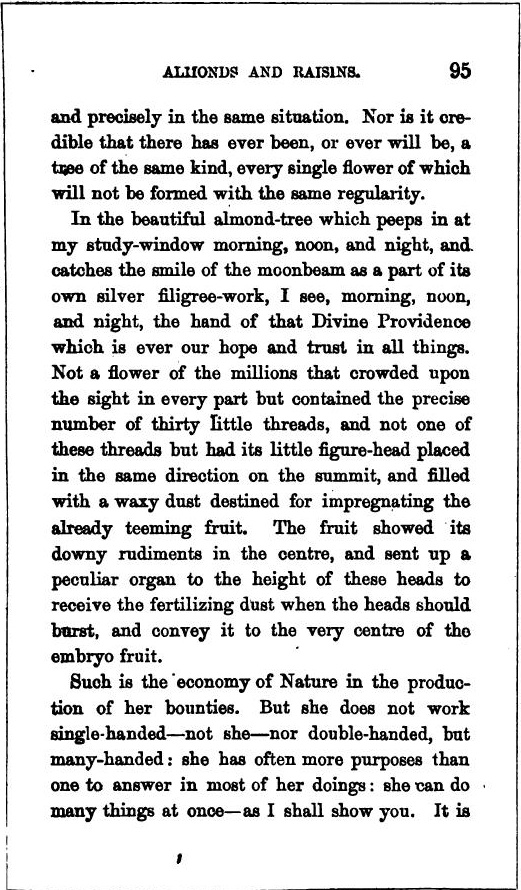 ALMONDS AND RAISINS. 95
and precisely in the same situation. Nor is it cre-
dible that there has ever been, or ever will be, a
tree of the same kind, every single flower of which
will not be formed with the same regularity.
In the beautiful almond-tree which peeps in at
my study-window morning, noon, and night, and
catches the smile of the moonbeam as a part of its
own silver filigree-work, I see, morning, noon,
and night, the hand of that Divine Providence
which is ever our hope and trust in all things.
Not a flower of the millions that crowded upon
the sight in every part but contained the precise
number of thirty little threads, and not one of
these threads but had its little figure-head placed
in the same direction on the summit, and filled
with a waxy dust destined for impregnating the
already teeming fruit. The fruit showed its
downy rudiments in the centre, and sent up a
peculiar organ to the height of these heads to
receive the fertilizing dust when the heads should
burst, and convey it to the very centre of the
embryo fruit.
Such is the economy of Nature in the produc-
tion of her bounties. But she does not work
single-handed—not she—nor double-handed, but
many-handed: she has often more purposes than
one to answer in most of her doings: she can do
many things at once—as I shall show you. It is